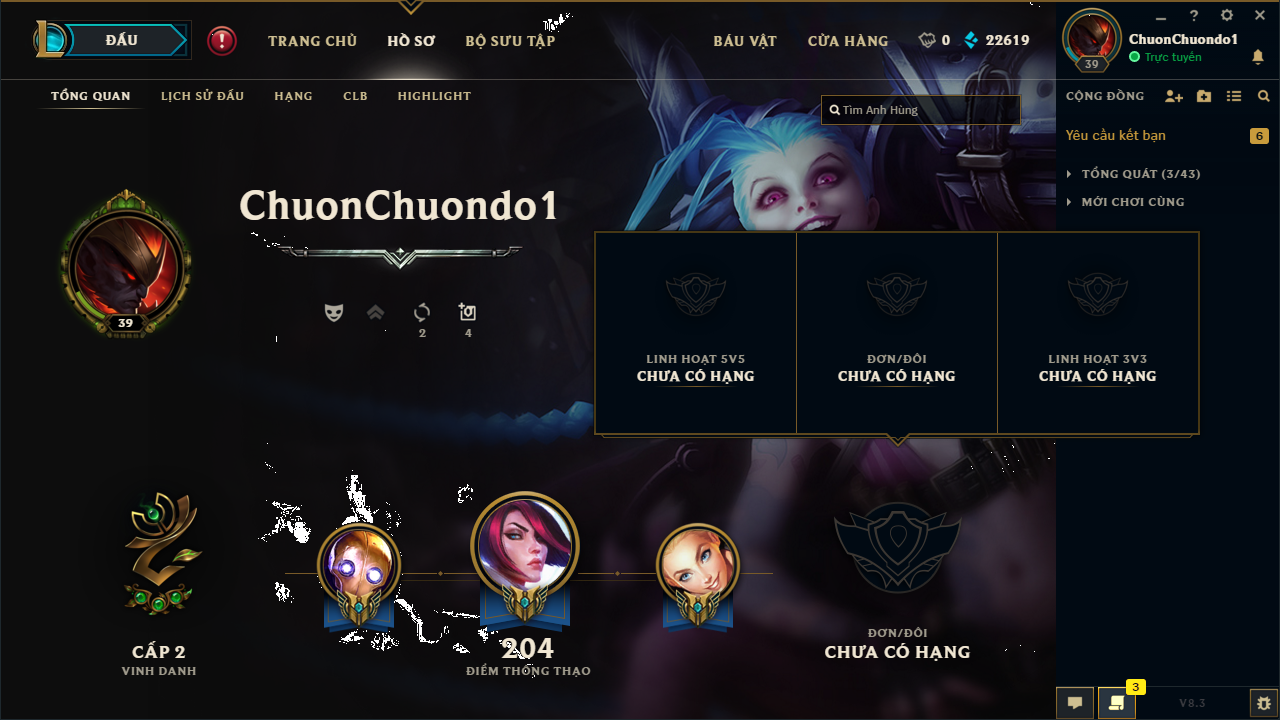 ĐẤU
TRANG CHỦ
HỒ SƠ
BỘ SƯU TẬP
BÁU VẬT
CỬA HÀNG
0
22619
ChuonChuondo1
39
Trực tuyến
TỔNG QUAN
LỊCH SỬ ĐẤU
HẠNG
CLB
HIGHLIGHT
Tìm Anh Hùng
CỘNG ĐỒNG
Yêu cầu kết bạn
6
TỔNG QUÁT (3/43)
MỚI CHƠI CÙNG
ChuonChuondo1
39
2
4
LINH HOẠT 5V5
CHƯA CÓ HẠNG
ĐƠN/ĐÔI
CHƯA CÓ HẠNG
LINH HOẠT 3V3
CHƯA CÓ HẠNG
CẤP 2
VINH DANH
204
ĐIỂM THÔNG THẠO
ĐƠN/ĐÔI
CHƯA CÓ HẠNG
3
V8.3